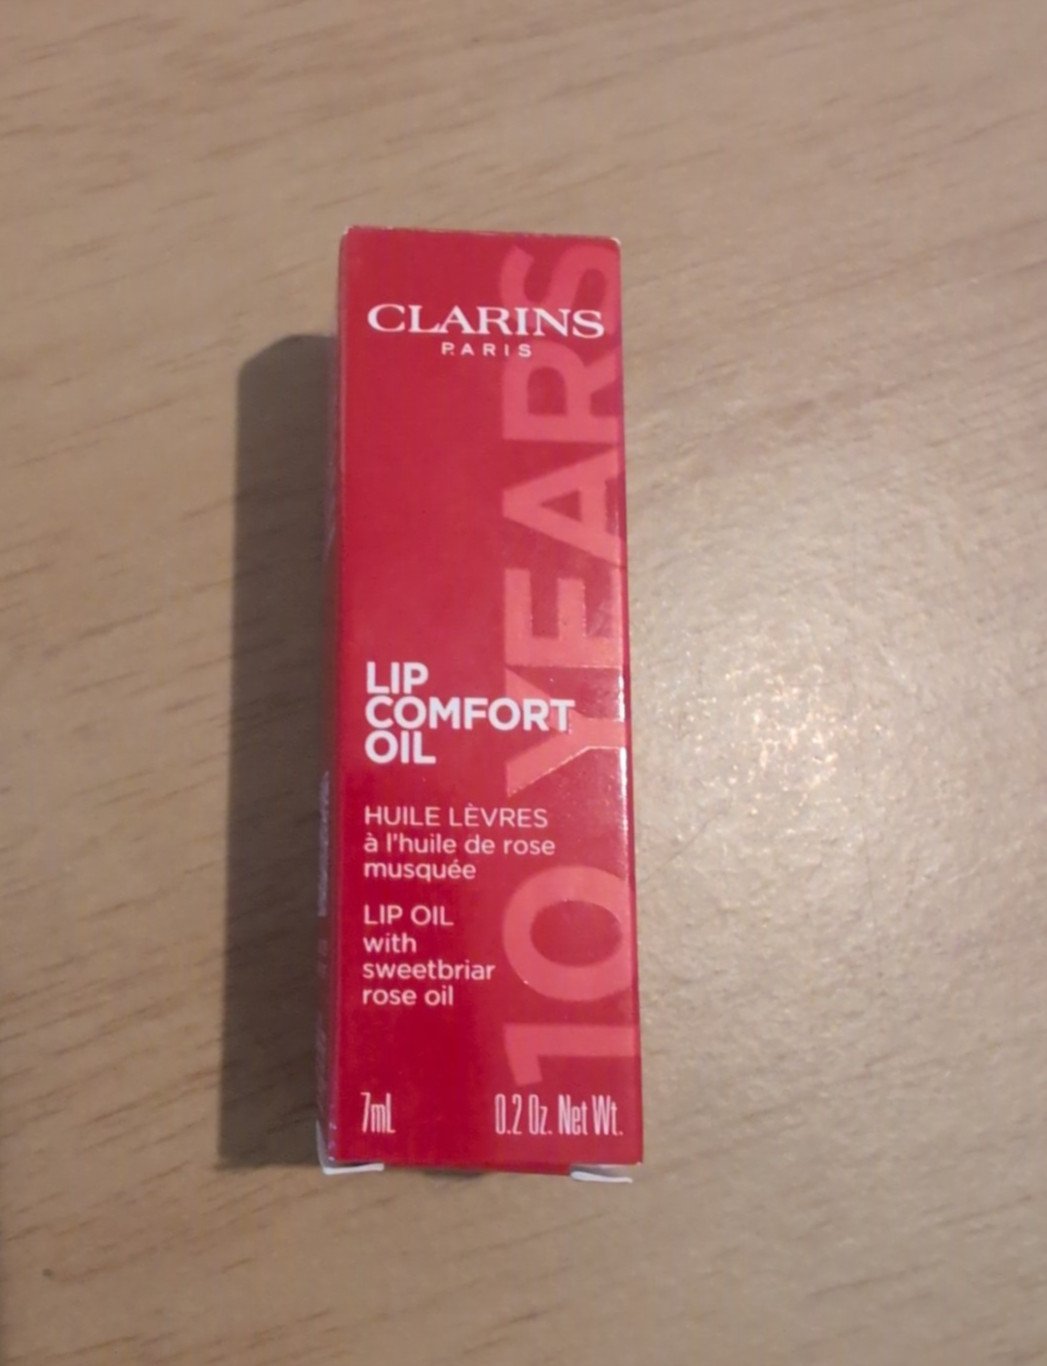 CLARINS
PARIS
10 YEARS
LIP
COMFORT
OIL
HUILE LÈVRES
à l'huile de rose
musquée
LIP OIL
with
sweetbriar
rose oil
7mL
0.2 Oz. Net Wt.